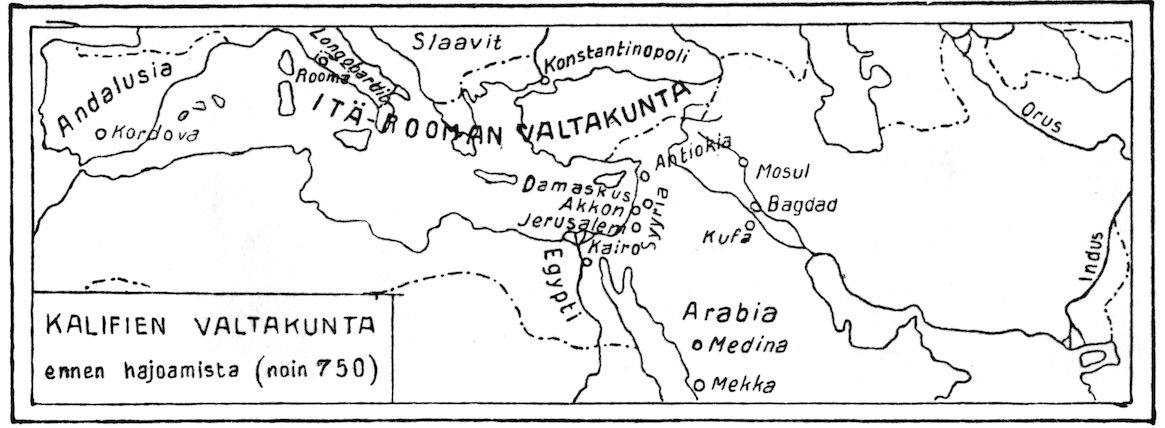 Slaavit
Longobardit
Konstantinopoli
Andalusia
Rooma
ITÄ-ROOMAN VALTAKUNTA
Orus
Kordova
Antiokia
Mosul
Damaskus
Akkon
Syyria
Bagdad
Jerusalem
Kufa
Kairo
Indus
Egypti
Arabia
KALIFIEN VALTAKUNTA
ennen hajoamista (noin 750)
Medina
Mekka